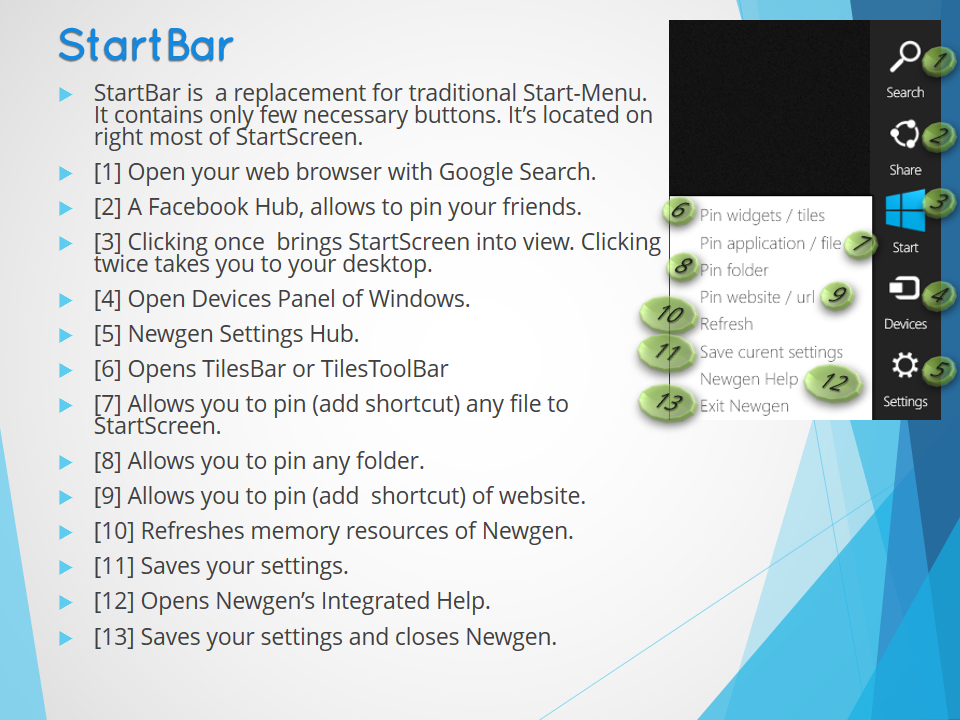 StartBar
StartBar is  a replacement for traditional Start-Menu.
It contains only few necessary buttons. It’s located on
right most of StartScreen.
[1] Open your web browser with Google Search.
[2] A Facebook Hub, allows to pin your friends.
[3] Clicking once  brings StartScreen into view. Clicking
twice takes you to your desktop.
[4] Open Devices Panel of Windows.
[5] Newgen Settings Hub.
[6] Opens TilesBar or TilesToolBar
[7] Allows you to pin (add shortcut) any file to
StartScreen.
[8] Allows you to pin any folder.
[9] Allows you to pin (add  shortcut) of website.
[10] Refreshes memory resources of Newgen.
[11] Saves your settings.
[12] Opens Newgen’s Integrated Help.
[13] Saves your settings and closes Newgen.
1
Search
2
Share
3
Start
4
Devices
5
Settings
6 Pin widgets / tiles
Pin application / file 7
8 Pin folder
Pin website / url 9
10 Refresh
11 Save curent settings
Newgen Help 12
13 Exit Newgen